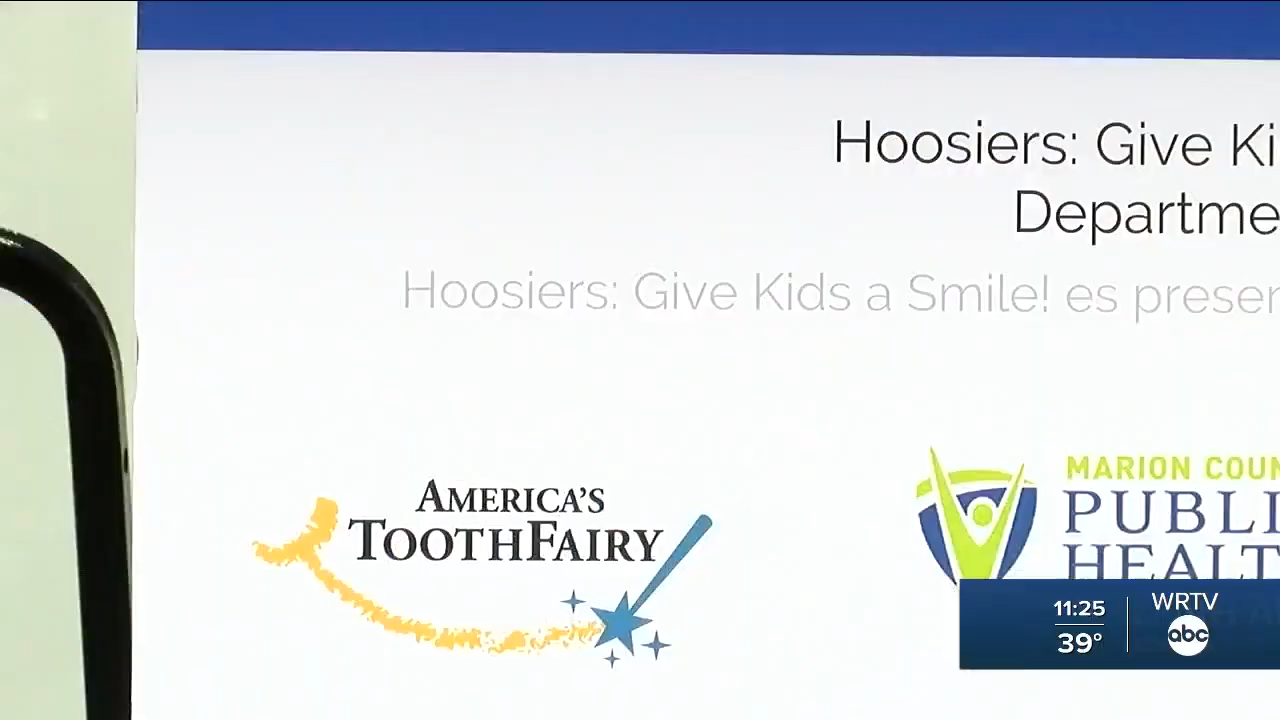 Hoosiers: Give Ki
Departme
Hoosiers: Give Kids a Smile! es presen
AMERICA'S
TOOTHFAIRY
MARION COUN
PUBLI
HEALT
11:25
WRTV
39°
abc